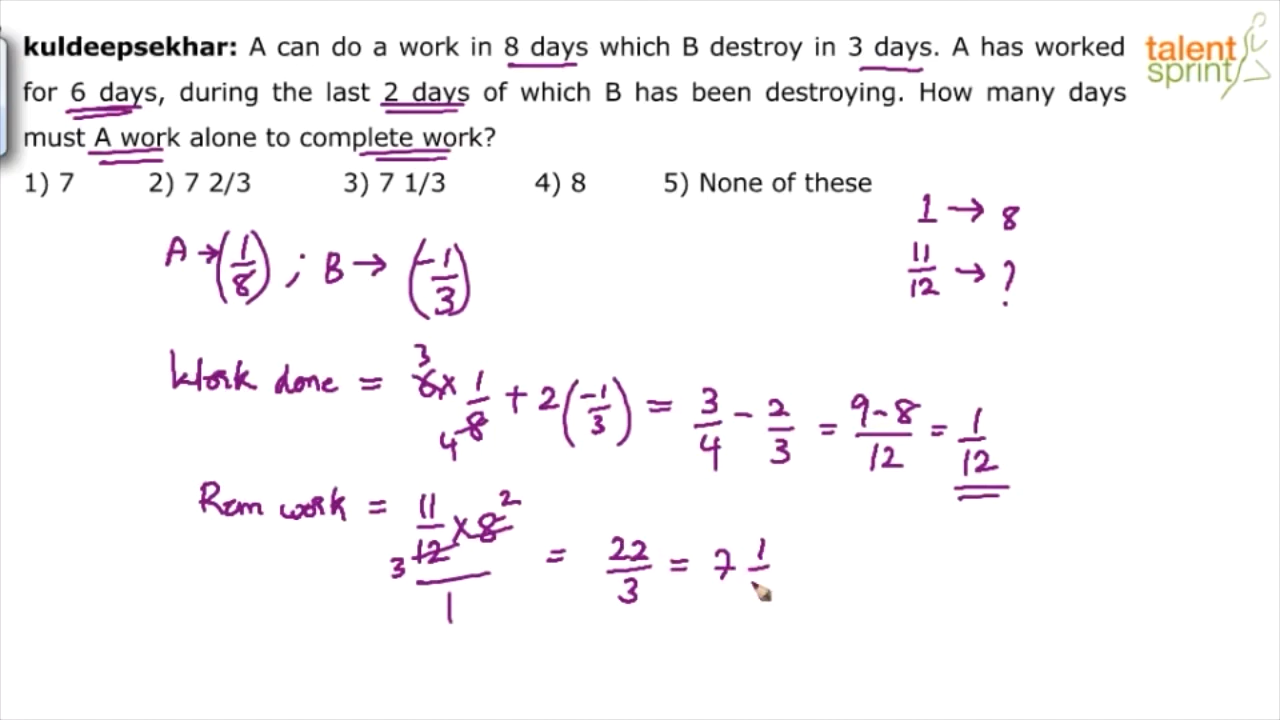 kuldeepsekhar: A can do a work in 8 days which B destroy in 3 days. A has worked
for 6 days, during the last 2 days of which B has been destroying. How many days
must A work alone to complete work?
talent
sprint
1) 7 2) 7 2/3 3) 7 1/3 4) 8 5) None of these
1 → 8
11/12 → ?
A → (1/8) ; B → (-1/3)
Work done = 6 3 × 1/8 4 + 2 (-1/3) = 3/4 - 2/3 = 9-8/12 = 1/12
Rem work = 11/12 3 × 8 2 / 1 = 22/3 = 7 1/